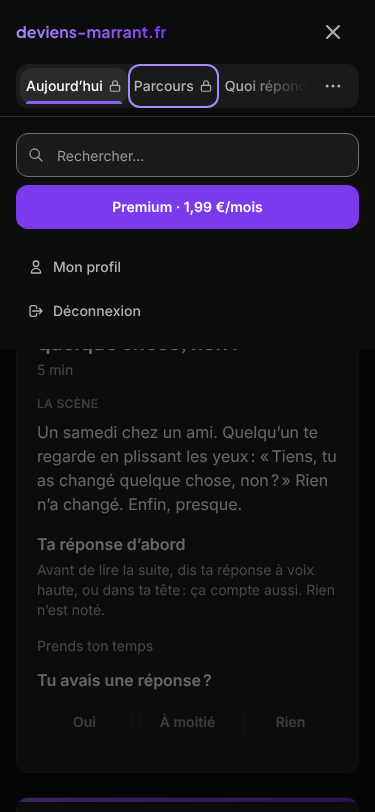 deviens-marrant.fr
Aujourd’hui
Parcours
Quoi répond
Rechercher...
Premium · 1,99 €/mois
Mon profil
Déconnexion
5 min
LA SCÈNE
Un samedi chez un ami. Quelqu’un te
regarde en plissant les yeux : « Tiens, tu
as changé quelque chose, non ? » Rien
n’a changé. Enfin, presque.
Ta réponse d’abord
Avant de lire la suite, dis ta réponse à voix
haute, ou dans ta tête : ça compte aussi. Rien
n’est noté.
Prends ton temps
Tu avais une réponse ?
Oui
À moitié
Rien